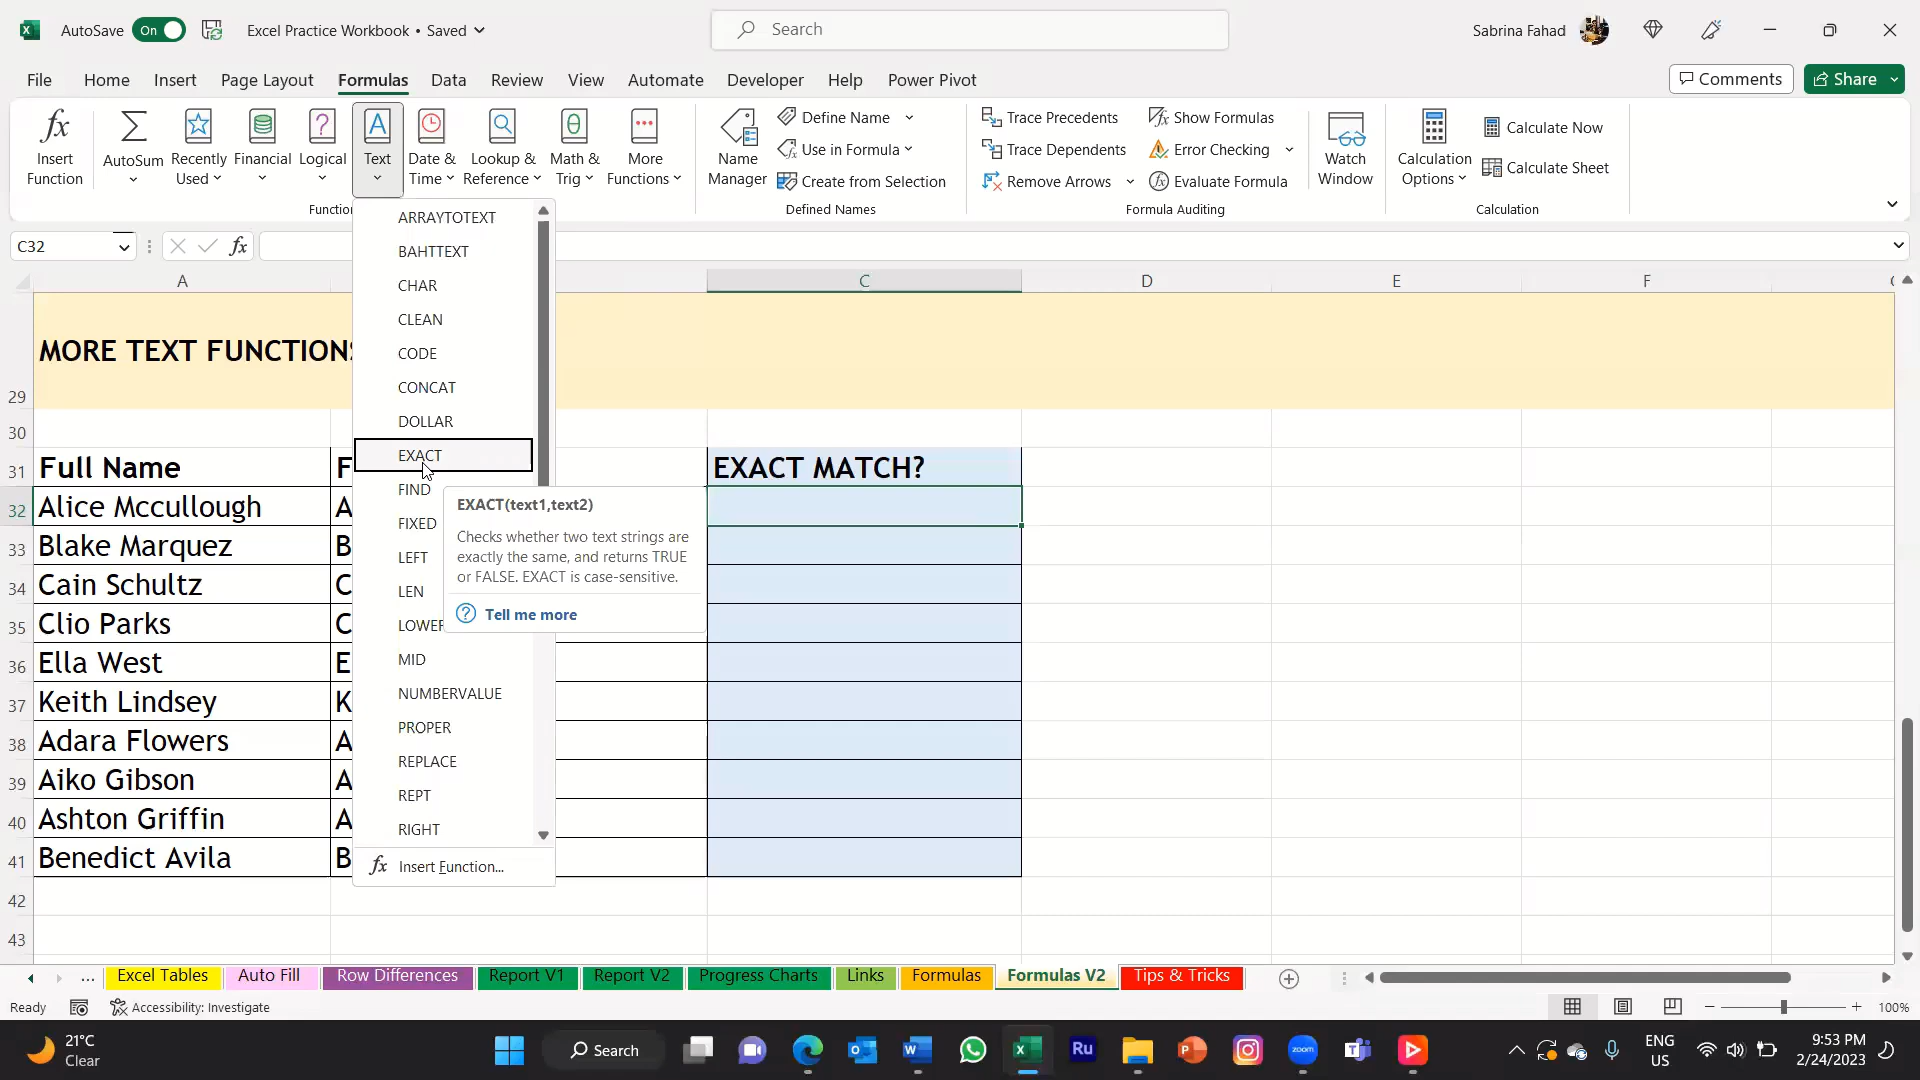 AutoSave On Excel Practice Workbook • Saved Search Sabrina Fahad
File Home Insert Page Layout Formulas Data Review View Automate Developer Help Power Pivot Comments Share
Insert Function
AutoSum
Recently Used
Financial
Logical
Text
Date & Time
Lookup & Reference
Math & Trig
More Functions
Name Manager
Define Name
Use in Formula
Create from Selection
Defined Names
Trace Precedents
Trace Dependents
Remove Arrows
Show Formulas
Error Checking
Evaluate Formula
Formula Auditing
Watch Window
Calculation Options
Calculate Now
Calculate Sheet
Calculation
C32 fx
ARRAYTOTEXT
BAHTTEXT
CHAR
CLEAN
CODE
CONCAT
DOLLAR
EXACT
FIND
FIXED
LEFT
LEN
LOWER
MID
NUMBERVALUE
PROPER
REPLACE
REPT
RIGHT
fx Insert Function...
EXACT(text1,text2)
Checks whether two text strings are
exactly the same, and returns TRUE
or FALSE. EXACT is case-sensitive.
Tell me more
A C D E F
29 MORE TEXT FUNCTIONS
30
31 Full Name F EXACT MATCH?
32 Alice Mccullough A
33 Blake Marquez B
34 Cain Schultz C
35 Clio Parks C
36 Ella West E
37 Keith Lindsey K
38 Adara Flowers A
39 Aiko Gibson A
40 Ashton Griffin A
41 Benedict Avila B
42
43
... Excel Tables Auto Fill Row Differences Report V1 Report V2 Progress Charts Links Formulas Formulas V2 Tips & Tricks
Ready Accessibility: Investigate 100%
21°C
Clear
Search
Ru
zoom
ENG
US
9:53 PM
2/24/2023